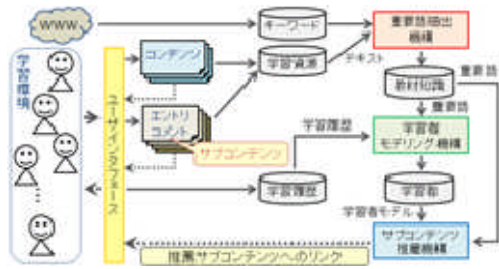 WWW
キーワード
重要語抽出
機構
学習環境
コンテンツ
学習資源
テキスト
教材知識
重要語
重要語
ユーザインタフェース
エントリ
コメント
サブコンテンツ
学習履歴
学習者
モデリング機構
学習履歴
学習者
学習者モデル
サブコンテンツ
推薦機構
推薦サブコンテンツへのリンク